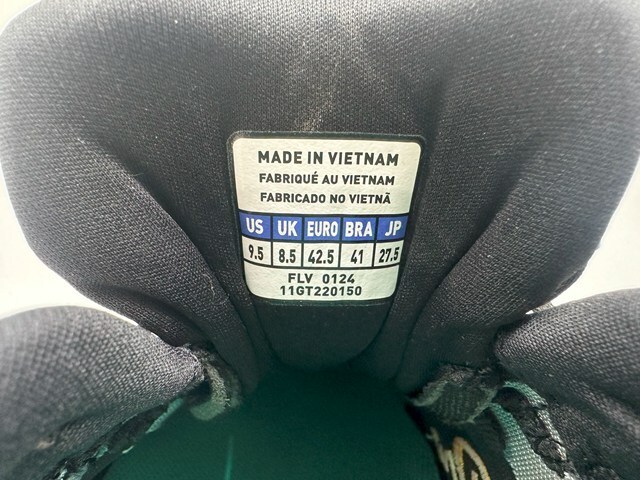 MADE IN VIETNAM
FABRIQUÉ AU VIETNAM
FABRICADO NO VIETNÃ
US UK EURO BRA JP
9.5 8.5 42.5 41 27.5
FLV 0124
11GT220150